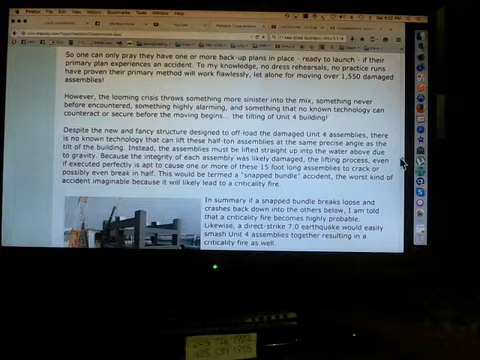 Firefox File Edit View History Bookmarks Tools Window Help
So one can only pray they have one or more back-up plans in place - ready to launch - if their
primary plan experiences an accident. To my knowledge, no dress rehearsals, no practice runs
have proven their primary method will work flawlessly, let alone for moving over 1,550 damaged
assemblies!
However, the looming crisis throws something more sinister into the mix, something never
before encountered, something highly alarming, and something that no known technology can
counteract or secure before the moving begins... the tilting of Unit 4 building!
Despite the new and fancy structure designed to off-load the damaged Unit 4 assemblies, there
is no known technology that can lift these half-ton assemblies at the same precise angle as the
tilt of the building. Instead, the assemblies must be lifted straight up into the water above due
to gravity. Because the integrity of each assembly was likely damaged, the lifting process, even
if executed perfectly is apt to cause one or more of these 15 foot long assemblies to crack or
possibly even break in half. This would be termed a "snapped bundle" accident, the worst kind of
accident imaginable because it will likely lead to a criticality fire.
In summary if a snapped bundle breaks loose and
crashes back down into the others below, I am told
that a criticality fire becomes highly probable.
Likewise, a direct-strike 7.0 earthquake would easily
smash Unit 4 assemblies together resulting in a
criticality fire as well.